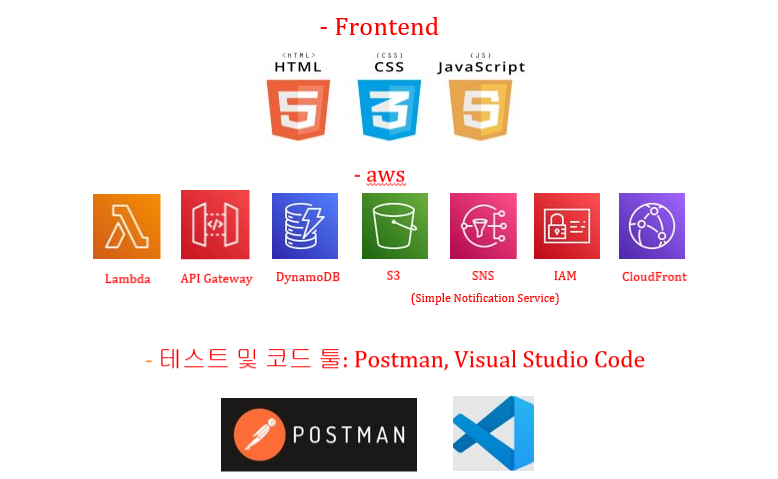 - Frontend
<HTML> (CSS) (JS)
HTML CSS JavaScript
5 3 5
- aws
Lambda API Gateway DynamoDB S3 SNS IAM CloudFront
(Simple Notification Service)
- 테스트 및 코드 툴: Postman, Visual Studio Code
POSTMAN